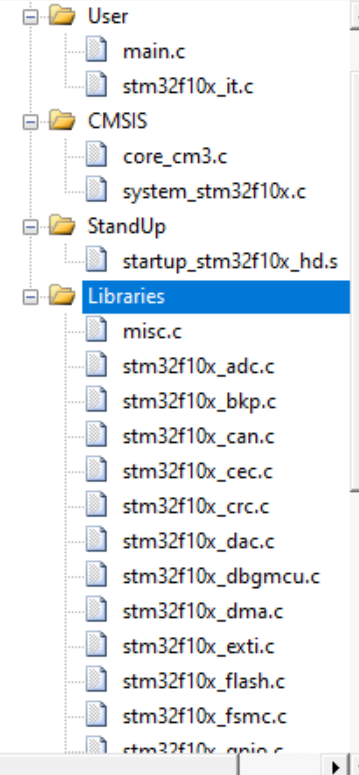 User
main.c
stm32f10x_it.c
CMSIS
core_cm3.c
system_stm32f10x.c
StandUp
startup_stm32f10x_hd.s
Libraries
misc.c
stm32f10x_adc.c
stm32f10x_bkp.c
stm32f10x_can.c
stm32f10x_cec.c
stm32f10x_crc.c
stm32f10x_dac.c
stm32f10x_dbgmcu.c
stm32f10x_dma.c
stm32f10x_exti.c
stm32f10x_flash.c
stm32f10x_fsmc.c
stm32f10x_gpio.c